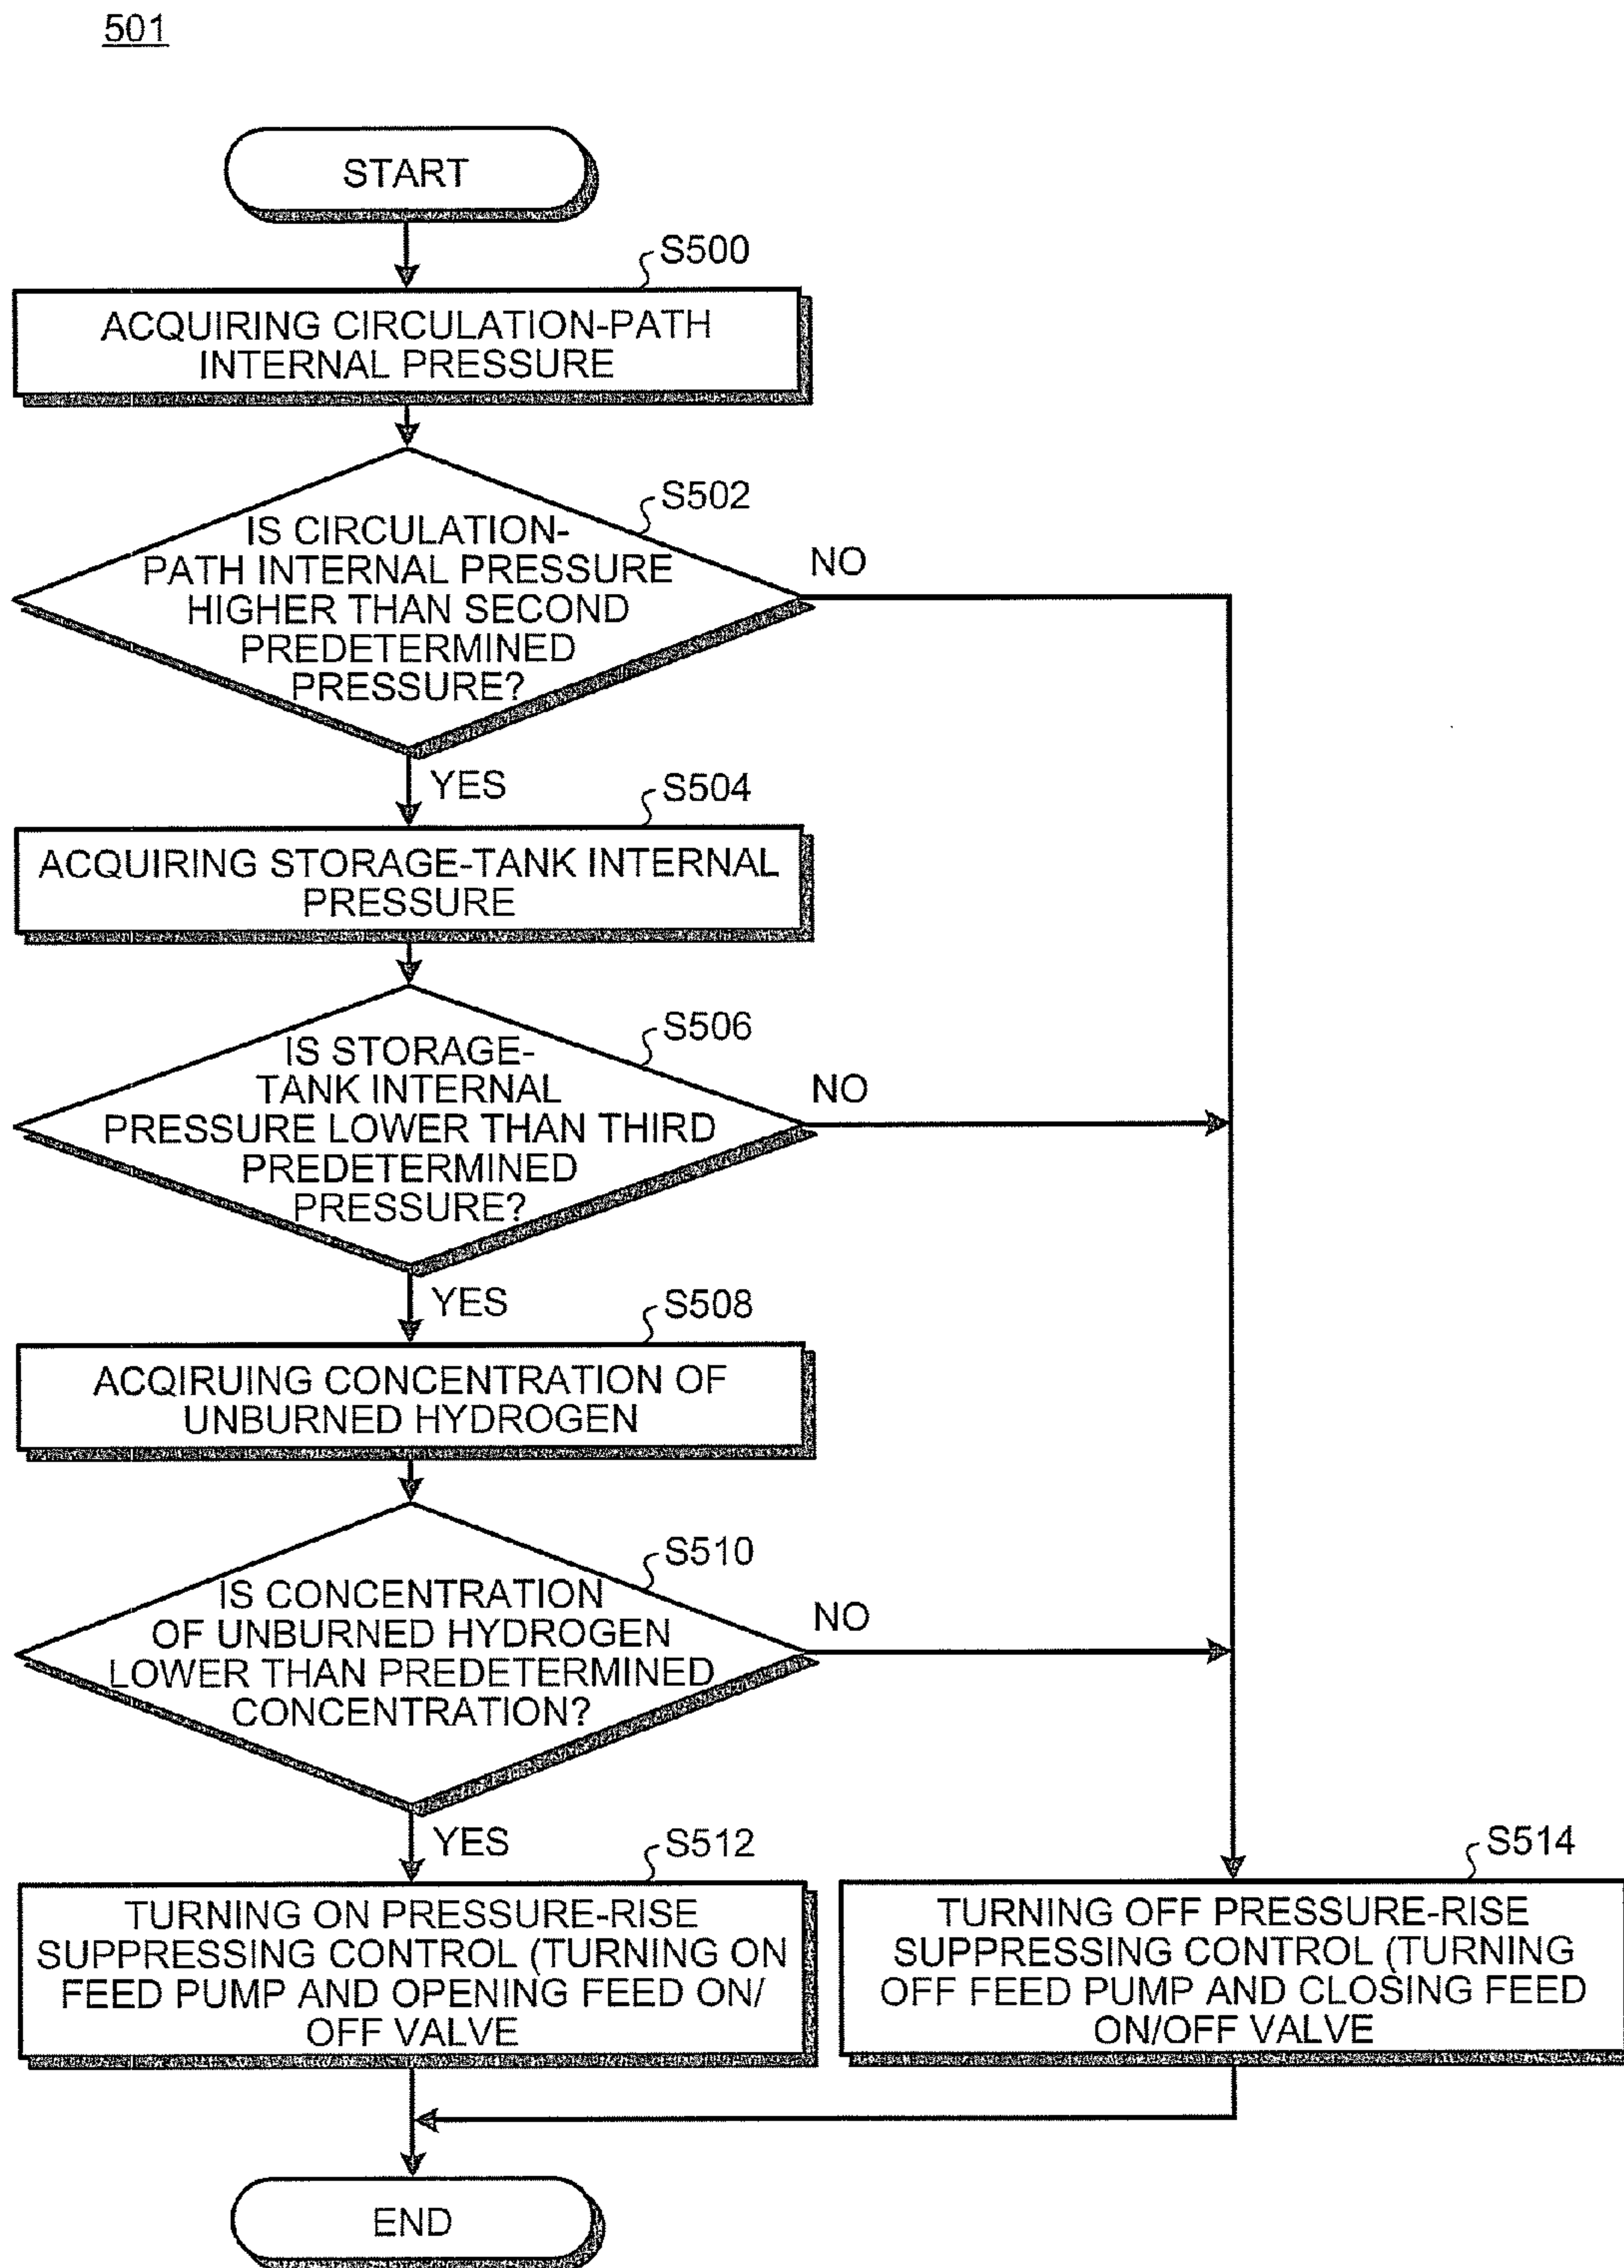 501
START
S500
ACQUIRING CIRCULATION-PATH
INTERNAL PRESSURE
S502
IS CIRCULATION-
PATH INTERNAL PRESSURE
HIGHER THAN SECOND
PREDETERMINED
PRESSURE?
NO
YES
S504
ACQUIRING STORAGE-TANK INTERNAL
PRESSURE
S506
IS STORAGE-
TANK INTERNAL
PRESSURE LOWER THAN THIRD
PREDETERMINED
PRESSURE?
NO
YES
S508
ACQIRUING CONCENTRATION OF
UNBURNED HYDROGEN
S510
IS CONCENTRATION
OF UNBURNED HYDROGEN
LOWER THAN PREDETERMINED
CONCENTRATION?
NO
YES
S512
TURNING ON PRESSURE-RISE
SUPPRESSING CONTROL (TURNING ON
FEED PUMP AND OPENING FEED ON/
OFF VALVE
S514
TURNING OFF PRESSURE-RISE
SUPPRESSING CONTROL (TURNING
OFF FEED PUMP AND CLOSING FEED
ON/OFF VALVE
END